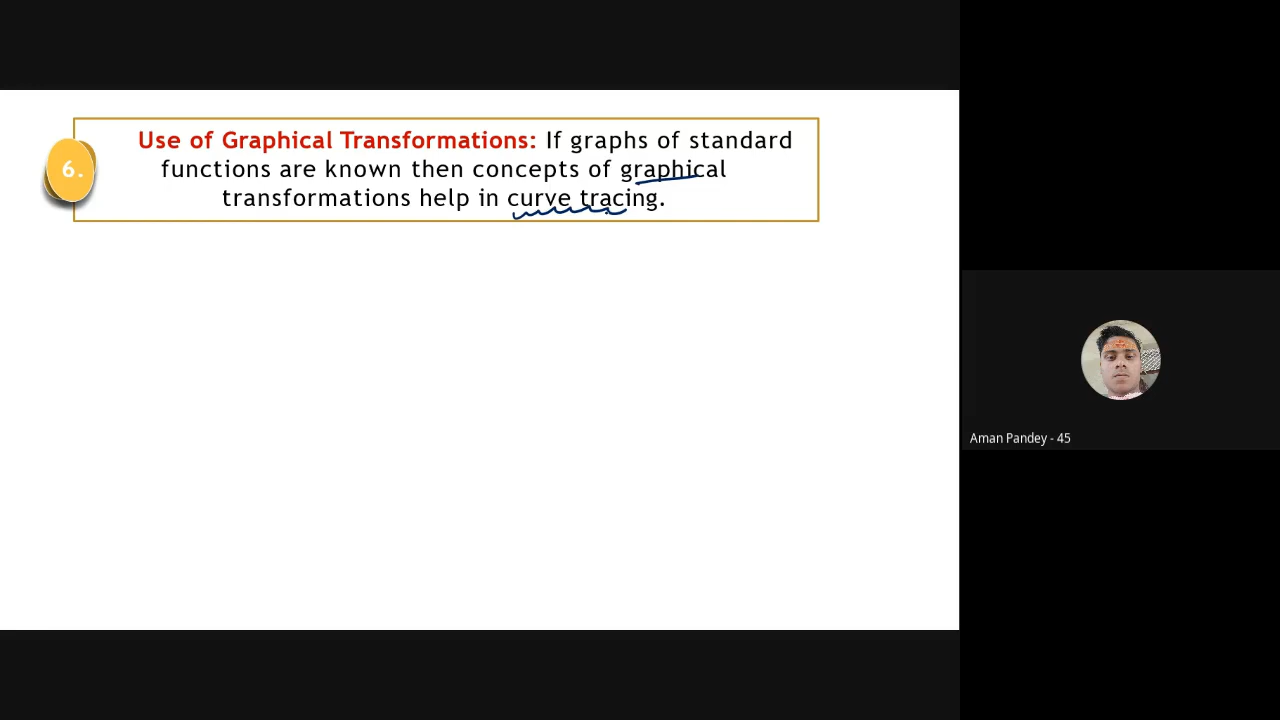 6.
Use of Graphical Transformations: If graphs of standard
functions are known then concepts of graphical
transformations help in curve tracing.
Aman Pandey - 45